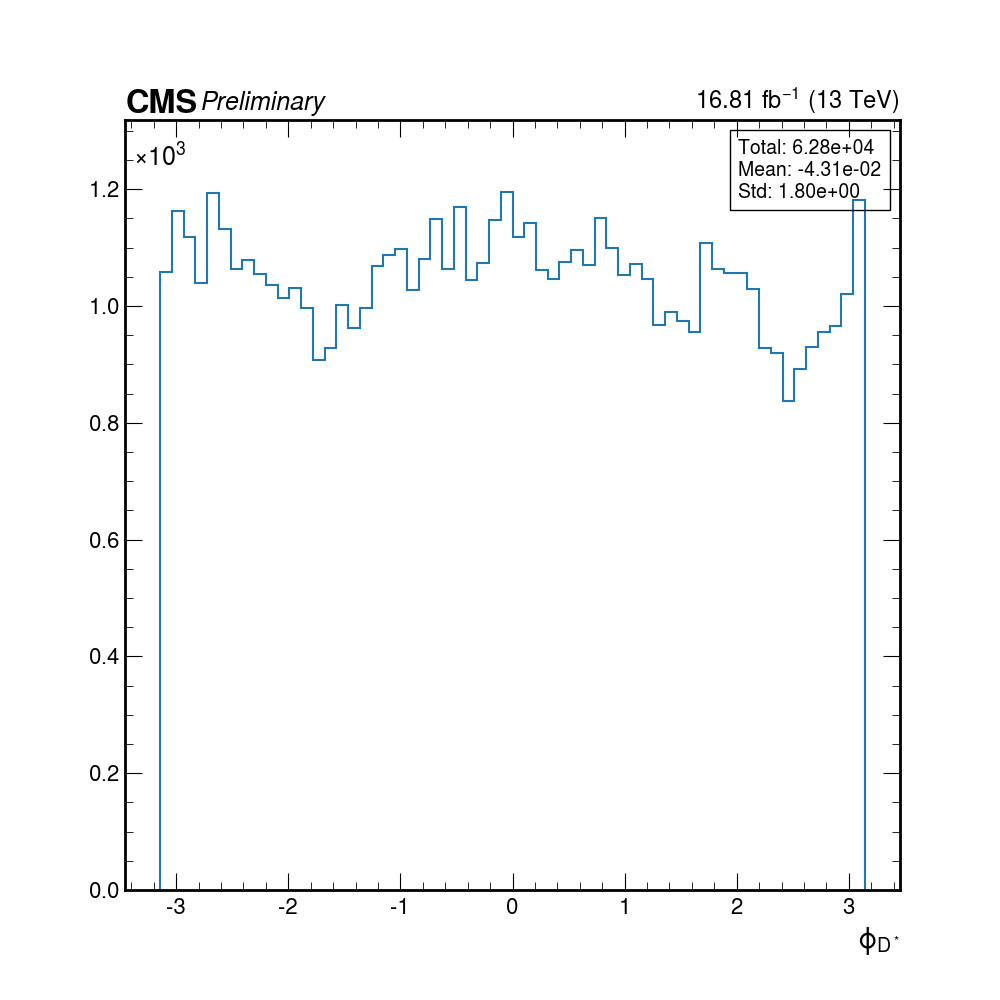 CMS Preliminary 16.81 fb⁻¹ (13 TeV)
×10³
Total: 6.28e+04
Mean: -4.31e-02
Std: 1.80e+00
1.2
1.0
0.8
0.6
0.4
0.2
0.0
-3 -2 -1 0 1 2 3
ϕ_D*